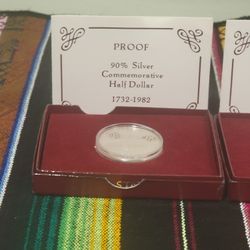 PROOF
90% Silver
Commemorative
Half Dollar
1732-1982